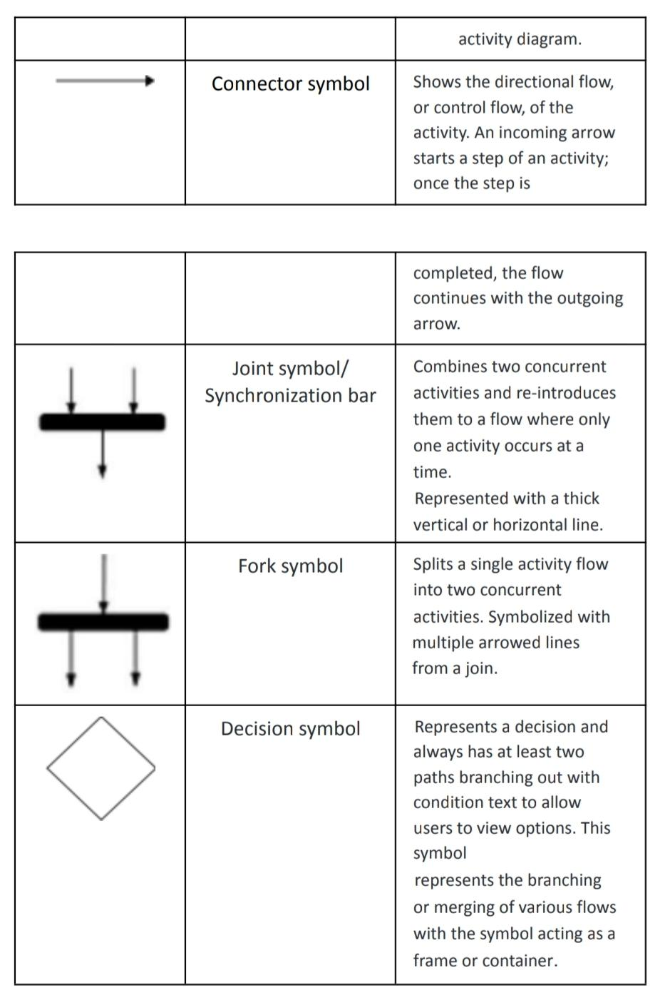 activity diagram.
Connector symbol
Shows the directional flow,
or control flow, of the
activity. An incoming arrow
starts a step of an activity;
once the step is
completed, the flow
continues with the outgoing
arrow.
Joint symbol/
Synchronization bar
Combines two concurrent
activities and re-introduces
them to a flow where only
one activity occurs at a
time.
Represented with a thick
vertical or horizontal line.
Fork symbol
Splits a single activity flow
into two concurrent
activities. Symbolized with
multiple arrowed lines
from a join.
Decision symbol
Represents a decision and
always has at least two
paths branching out with
condition text to allow
users to view options. This
symbol
represents the branching
or merging of various flows
with the symbol acting as a
frame or container.